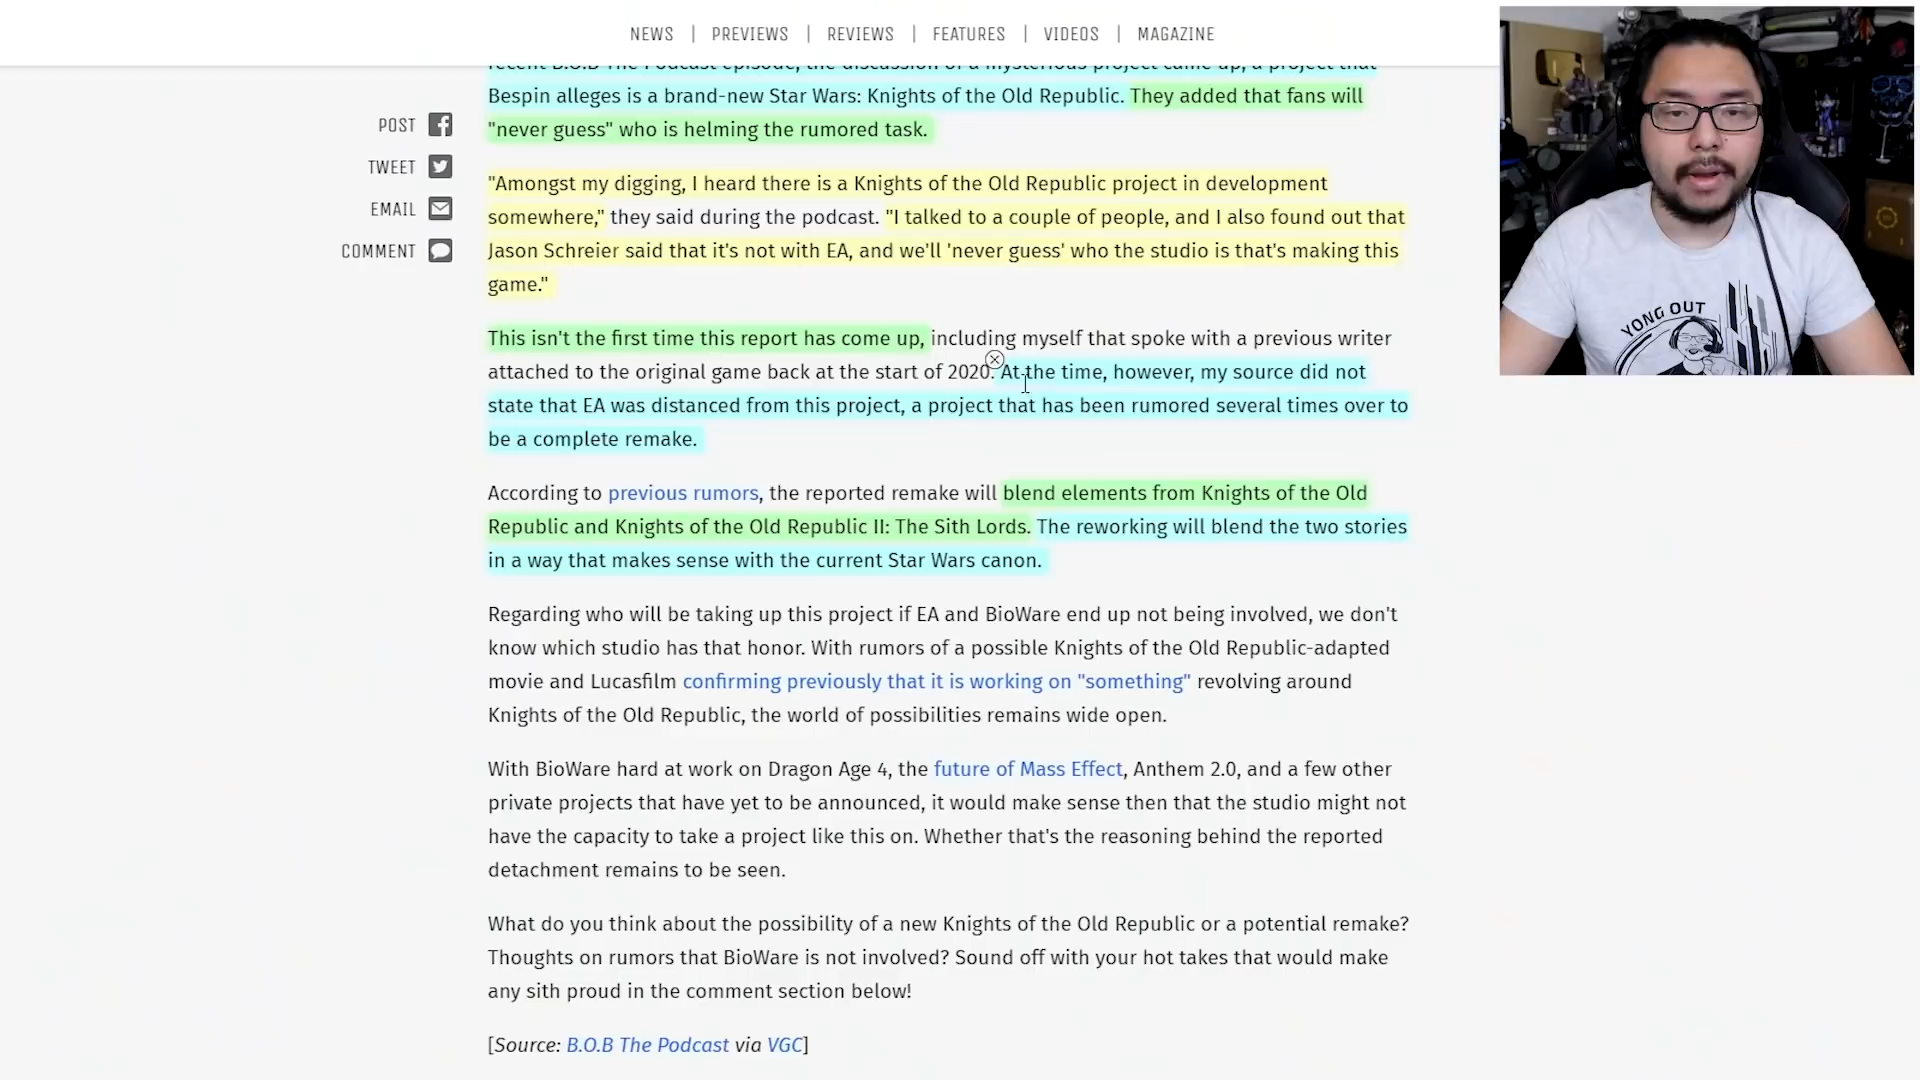 NEWS | PREVIEWS | REVIEWS | FEATURES | VIDEOS | MAGAZINE
recent B.O.B The Podcast episode, the discussion of a mysterious project came up, a project that
Bespin alleges is a brand-new Star Wars: Knights of the Old Republic. They added that fans will
"never guess" who is helming the rumored task.
POST
TWEET
EMAIL
COMMENT
"Amongst my digging, I heard there is a Knights of the Old Republic project in development
somewhere," they said during the podcast. "I talked to a couple of people, and I also found out that
Jason Schreier said that it's not with EA, and we'll 'never guess' who the studio is that's making this
game."
This isn't the first time this report has come up, including myself that spoke with a previous writer
attached to the original game back at the start of 2020. At the time, however, my source did not
state that EA was distanced from this project, a project that has been rumored several times over to
be a complete remake.
According to previous rumors, the reported remake will blend elements from Knights of the Old
Republic and Knights of the Old Republic II: The Sith Lords. The reworking will blend the two stories
in a way that makes sense with the current Star Wars canon.
Regarding who will be taking up this project if EA and BioWare end up not being involved, we don't
know which studio has that honor. With rumors of a possible Knights of the Old Republic-adapted
movie and Lucasfilm confirming previously that it is working on "something" revolving around
Knights of the Old Republic, the world of possibilities remains wide open.
With BioWare hard at work on Dragon Age 4, the future of Mass Effect, Anthem 2.0, and a few other
private projects that have yet to be announced, it would make sense then that the studio might not
have the capacity to take a project like this on. Whether that's the reasoning behind the reported
detachment remains to be seen.
What do you think about the possibility of a new Knights of the Old Republic or a potential remake?
Thoughts on rumors that BioWare is not involved? Sound off with your hot takes that would make
any sith proud in the comment section below!
[Source: B.O.B The Podcast via VGC]
YONG OUT